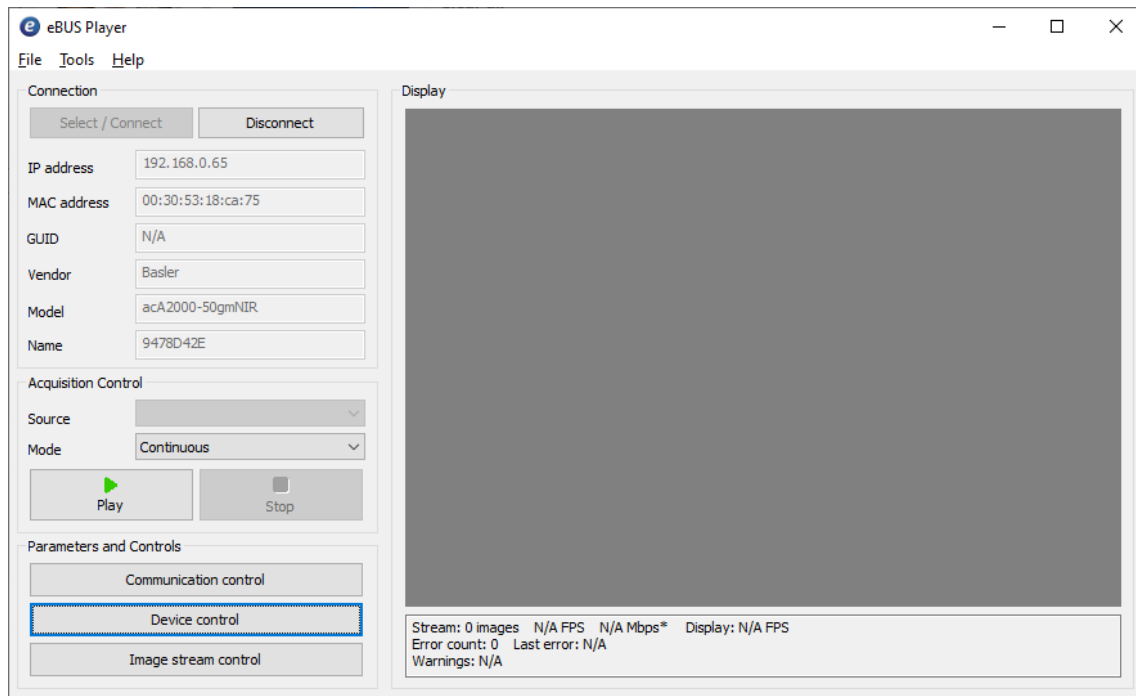 eBUS Player
File Tools Help
Connection
Select / Connect Disconnect
IP address 192.168.0.65
MAC address 00:30:53:18:ca:75
GUID N/A
Vendor Basler
Model acA2000-50gmNIR
Name 9478D42E
Acquisition Control
Source
Mode Continuous
Play Stop
Parameters and Controls
Communication control
Device control
Image stream control
Display
Stream: 0 images N/A FPS N/A Mbps* Display: N/A FPS
Error count: 0 Last error: N/A
Warnings: N/A